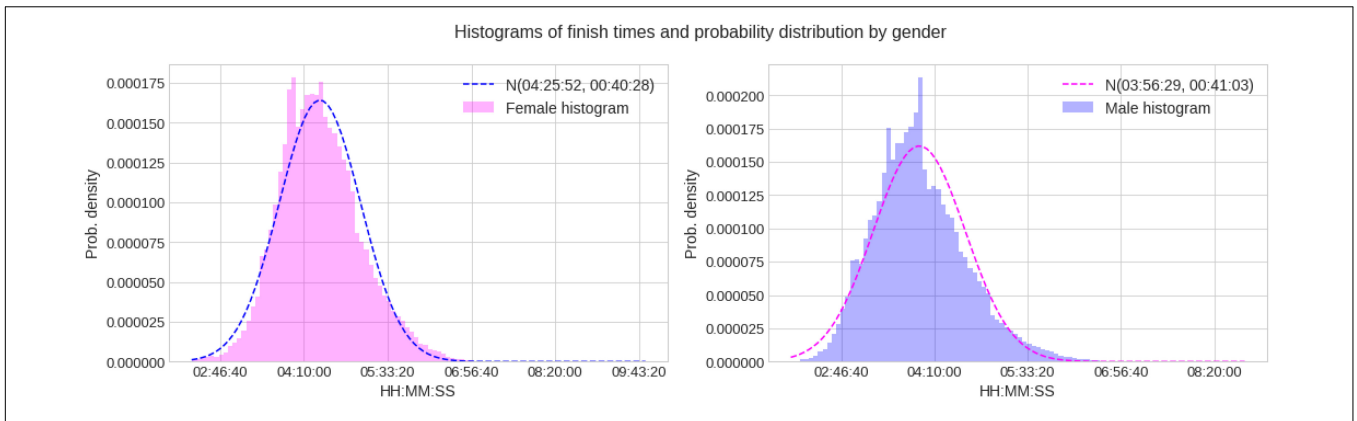 Histograms of finish times and probability distribution by gender
N(04:25:52, 00:40:28)
Female histogram
0.000175
0.000150
0.000125
0.000100
0.000075
0.000050
0.000025
0.000000
Prob. density
02:46:40 04:10:00 05:33:20 06:56:40 08:20:00 09:43:20
HH:MM:SS
N(03:56:29, 00:41:03)
Male histogram
0.000200
0.000175
0.000150
0.000125
0.000100
0.000075
0.000050
0.000025
0.000000
Prob. density
02:46:40 04:10:00 05:33:20 06:56:40 08:20:00
HH:MM:SS